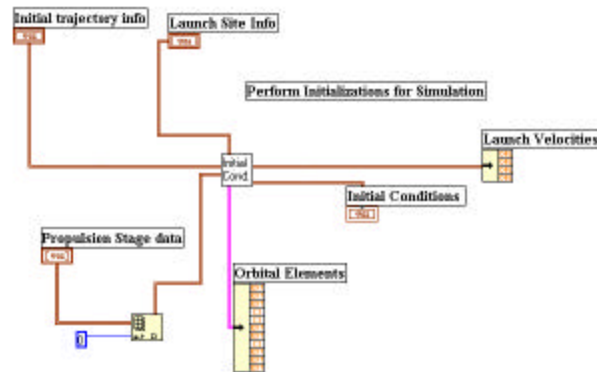 Initial trajectory info
Launch Site Info
Perform Initializations for Simulation
Launch Velocities
Initial
Cond.
Initial Conditions
Propulsion Stage data
Orbital Elements
0